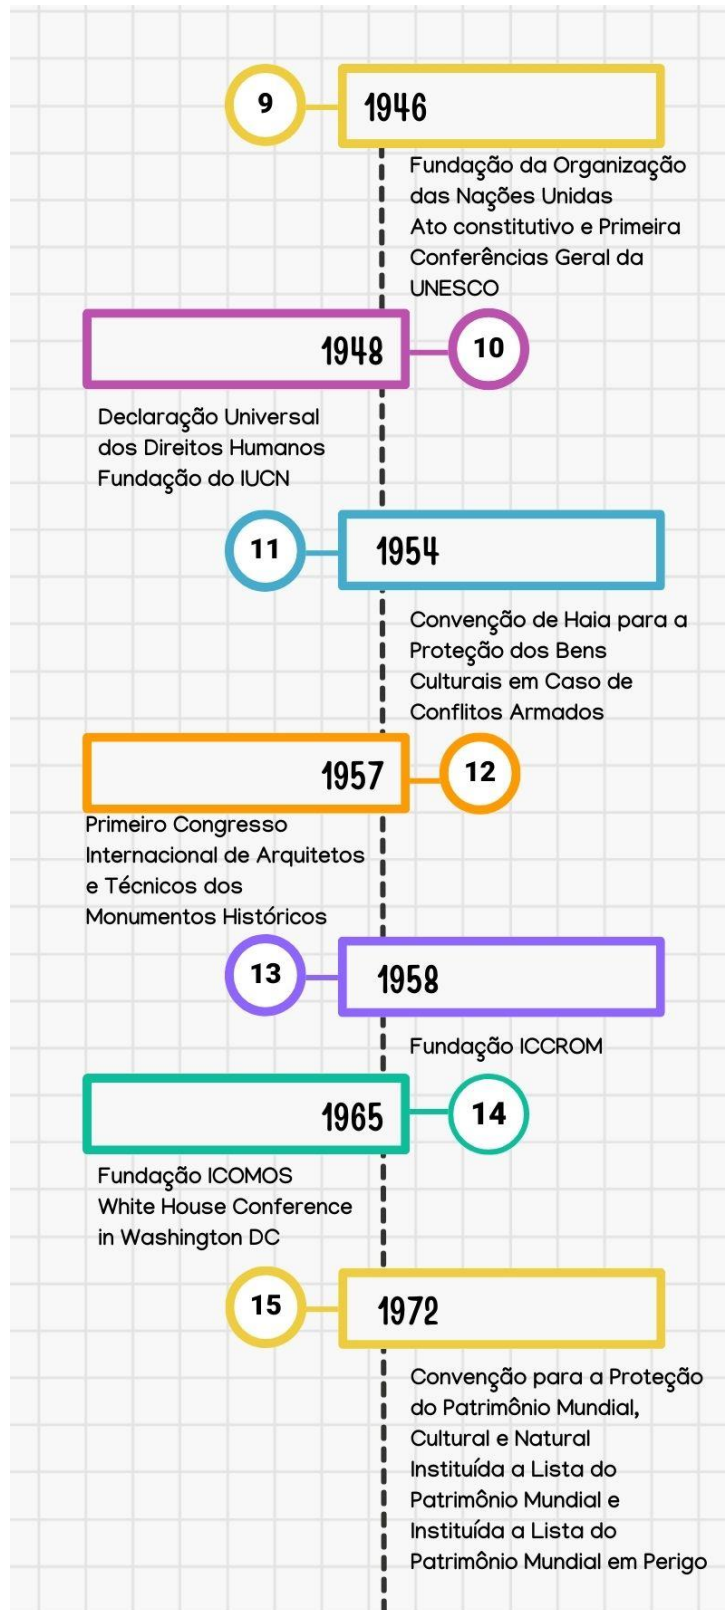 9
1946
Fundação da Organização
das Nações Unidas
Ato constitutivo e Primeira
Conferências Geral da
UNESCO
1948
10
Declaração Universal
dos Direitos Humanos
Fundação do IUCN
11
1954
Convenção de Haia para a
Proteção dos Bens
Culturais em Caso de
Conflitos Armados
1957
12
Primeiro Congresso
Internacional de Arquitetos
e Técnicos dos
Monumentos Históricos
13
1958
Fundação ICCROM
1965
14
Fundação ICOMOS
White House Conference
in Washington DC
15
1972
Convenção para a Proteção
do Patrimônio Mundial,
Cultural e Natural
Instituída a Lista do
Patrimônio Mundial e
Instituída a Lista do
Patrimônio Mundial em Perigo